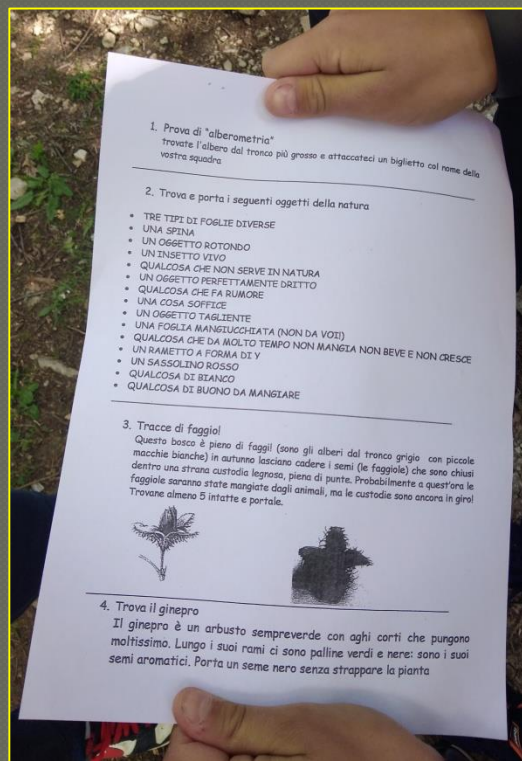 1. Prova di "alberometria"
trovate l'albero dal tronco più grosso e attaccateci un biglietto col nome della
vostra squadra
2. Trova e porta i seguenti oggetti della natura
• TRE TIPI DI FOGLIE DIVERSE
• UNA SPINA
• UN OGGETTO ROTONDO
• UN INSETTO VIVO
• QUALCOSA CHE NON SERVE IN NATURA
• UN OGGETTO PERFETTAMENTE DRITTO
• QUALCOSA CHE FA RUMORE
• UNA COSA SOFFICE
• UN OGGETTO TAGLIENTE
• UNA FOGLIA MANGIUCCHIATA (NON DA VOI!)
• QUALCOSA CHE DA MOLTO TEMPO NON MANGIA NON BEVE E NON CRESCE
• UN RAMETTO A FORMA DI Y
• UN SASSOLINO ROSSO
• QUALCOSA DI BIANCO
• QUALCOSA DI BUONO DA MANGIARE
3. Tracce di faggio!
Questo bosco è pieno di faggi! (sono gli alberi dal tronco grigio con piccole
macchie bianche) in autunno lasciano cadere i semi (le faggiole) che sono chiusi
dentro una strana custodia legnosa, piena di punte. Probabilmente a quest'ora le
faggiole saranno state mangiate dagli animali, ma le custodie sono ancora in giro!
Trovane almeno 5 intatte e portale.
4. Trova il ginepro
Il ginepro è un arbusto sempreverde con aghi corti che pungono
moltissimo. Lungo i suoi rami ci sono palline verdi e nere: sono i suoi
semi aromatici. Porta un seme nero senza strappare la pianta